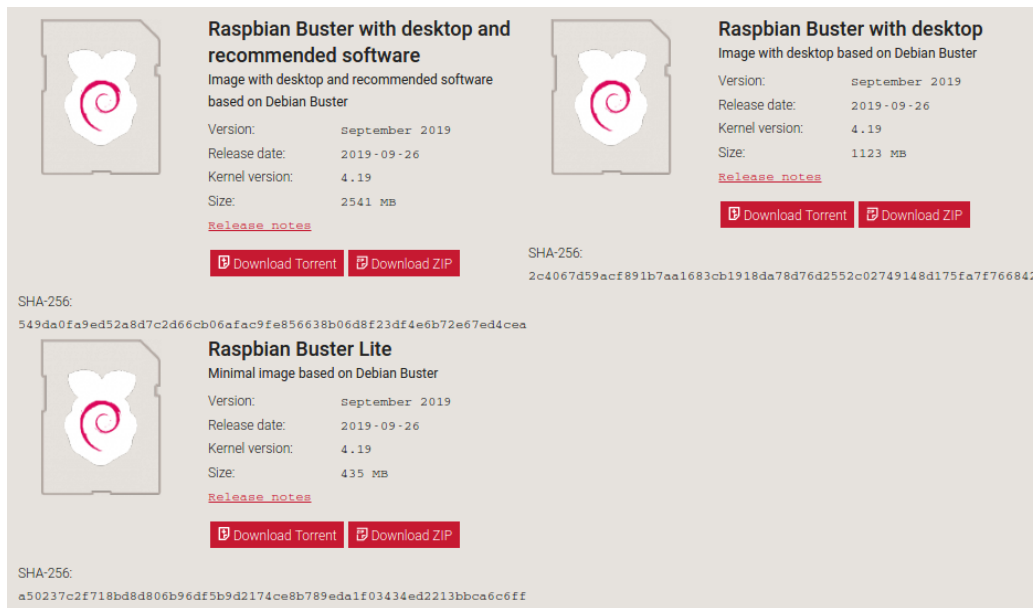 Raspbian Buster with desktop and
recommended software
Image with desktop and recommended software
based on Debian Buster
Version: September 2019
Release date: 2019-09-26
Kernel version: 4.19
Size: 2541 MB
Release notes
Download Torrent Download ZIP
SHA-256:
549da0fa9ed52a8d7c2d66cb06afac9fe856638b06d8f23df4e6b72e67ed4cea
Raspbian Buster with desktop
Image with desktop based on Debian Buster
Version: September 2019
Release date: 2019-09-26
Kernel version: 4.19
Size: 1123 MB
Release notes
Download Torrent Download ZIP
SHA-256:
2c4067d59acf891b7aa1683cb1918da78d76d2552c02749148d175fa7f766842
Raspbian Buster Lite
Minimal image based on Debian Buster
Version: September 2019
Release date: 2019-09-26
Kernel version: 4.19
Size: 435 MB
Release notes
Download Torrent Download ZIP
SHA-256:
a50237c2f718bd8d806b96df5b9d2174ce8b789eda1f03434ed2213bbca6c6ff